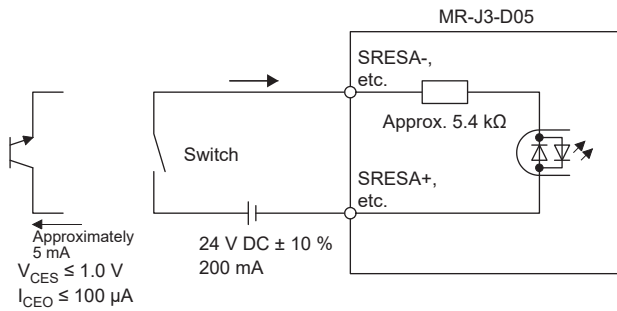 MR-J3-D05
SRESA-,
etc.
Approx. 5.4 kΩ
Switch
SRESA+,
etc.
Approximately
5 mA
24 V DC ± 10 %
200 mA
V_CES ≤ 1.0 V
I_CEO ≤ 100 μA